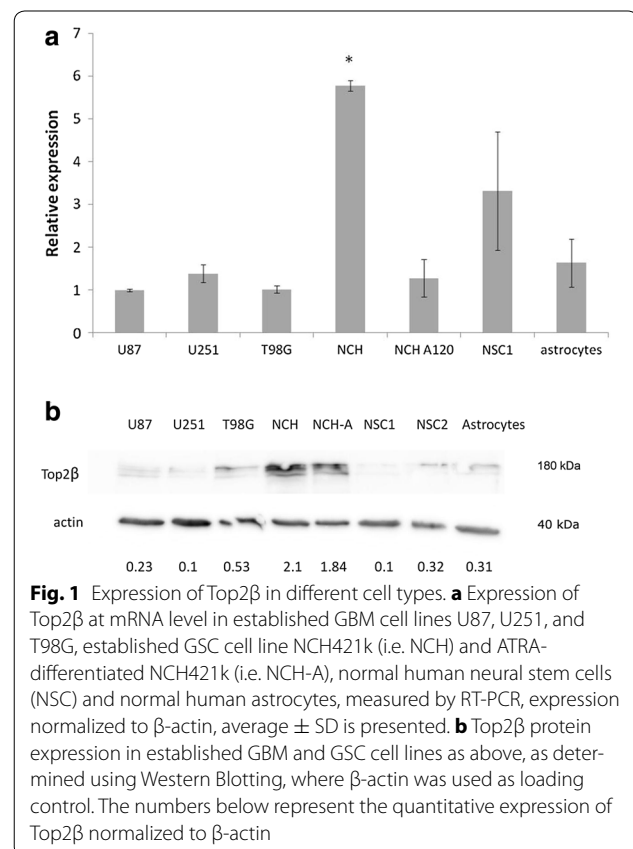 a
Relative expression
7
6
5
4
3
2
1
0
*
U87 U251 T98G NCH NCH A120 NSC1 astrocytes
b
U87 U251 T98G NCH NCH-A NSC1 NSC2 Astrocytes
Top2β 180 kDa
actin 40 kDa
0.23 0.1 0.53 2.1 1.84 0.1 0.32 0.31
Fig. 1 Expression of Top2β in different cell types. a Expression of
Top2β at mRNA level in established GBM cell lines U87, U251, and
T98G, established GSC cell line NCH421k (i.e. NCH) and ATRA-
differentiated NCH421k (i.e. NCH-A), normal human neural stem cells
(NSC) and normal human astrocytes, measured by RT-PCR, expression
normalized to β-actin, average ± SD is presented. b Top2β protein
expression in established GBM and GSC cell lines as above, as deter-
mined using Western Blotting, where β-actin was used as loading
control. The numbers below represent the quantitative expression of
Top2β normalized to β-actin